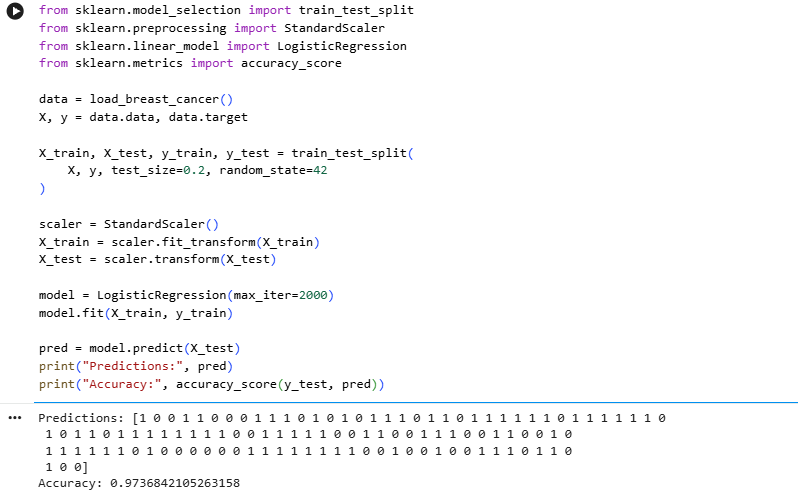 from sklearn.model_selection import train_test_split
from sklearn.preprocessing import StandardScaler
from sklearn.linear_model import LogisticRegression
from sklearn.metrics import accuracy_score

data = load_breast_cancer()
X, y = data.data, data.target

X_train, X_test, y_train, y_test = train_test_split(
    X, y, test_size=0.2, random_state=42
)

scaler = StandardScaler()
X_train = scaler.fit_transform(X_train)
X_test = scaler.transform(X_test)

model = LogisticRegression(max_iter=2000)
model.fit(X_train, y_train)

pred = model.predict(X_test)
print("Predictions:", pred)
print("Accuracy:", accuracy_score(y_test, pred))
Predictions: [1 0 0 1 1 0 0 0 1 1 1 0 1 0 1 0 1 1 1 0 1 1 0 1 1 1 1 1 1 0 1 1 1 1 1 1 0
 1 0 1 1 0 1 1 1 1 1 1 1 1 0 0 1 1 1 1 1 0 0 1 1 0 0 1 1 1 0 0 1 1 0 0 1 0
 1 1 1 1 1 1 0 1 0 0 0 0 0 0 1 1 1 1 1 1 1 1 0 0 1 0 0 1 0 0 1 1 1 0 1 1 0
 1 0 0]
Accuracy: 0.9736842105263158